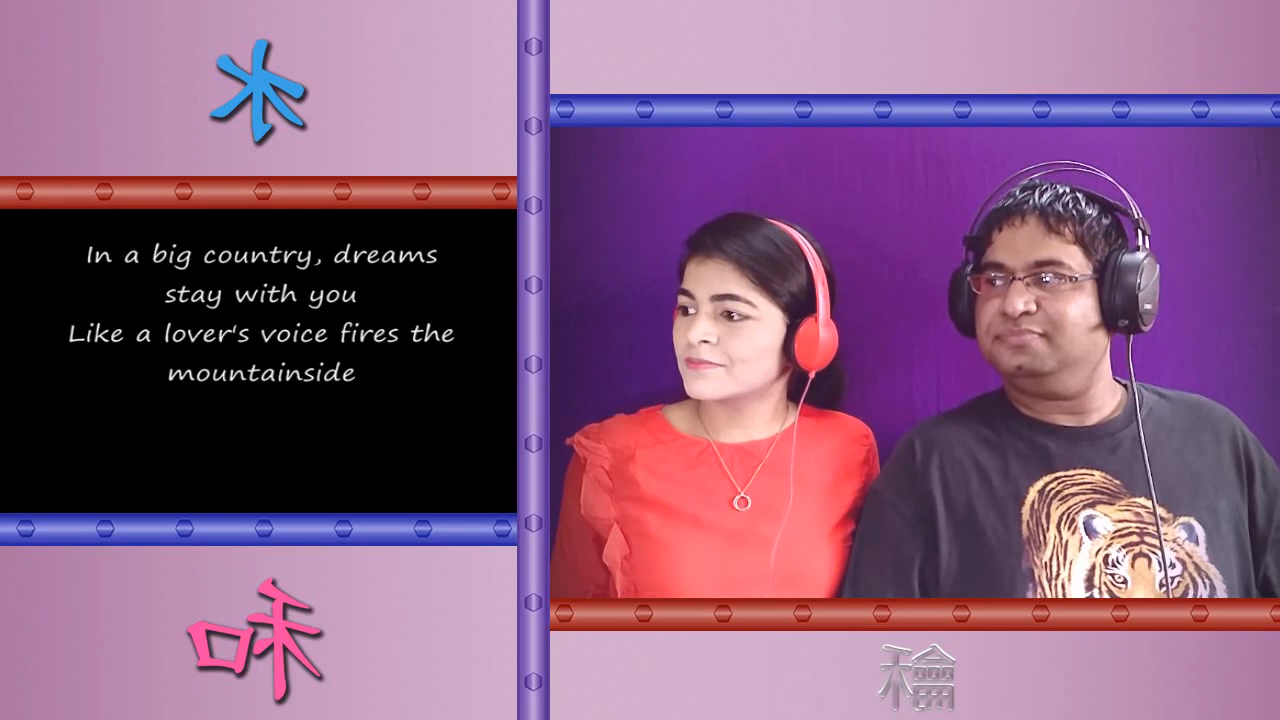 In a big country, dreams
stay with you
Like a lover's voice fires the
mountainside